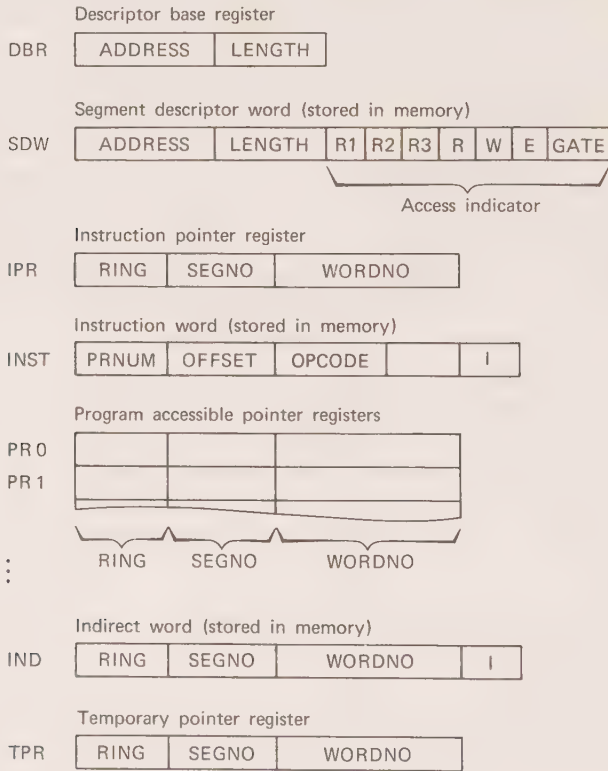 Descriptor base register
DBR ADDRESS LENGTH
Segment descriptor word (stored in memory)
SDW ADDRESS LENGTH R1 R2 R3 R W E GATE
Access indicator
Instruction pointer register
IPR RING SEGNO WORDNO
Instruction word (stored in memory)
INST PRNUM OFFSET OPCODE I
Program accessible pointer registers
PR 0
PR 1
RING SEGNO WORDNO
⋮
Indirect word (stored in memory)
IND RING SEGNO WORDNO I
Temporary pointer register
TPR RING SEGNO WORDNO